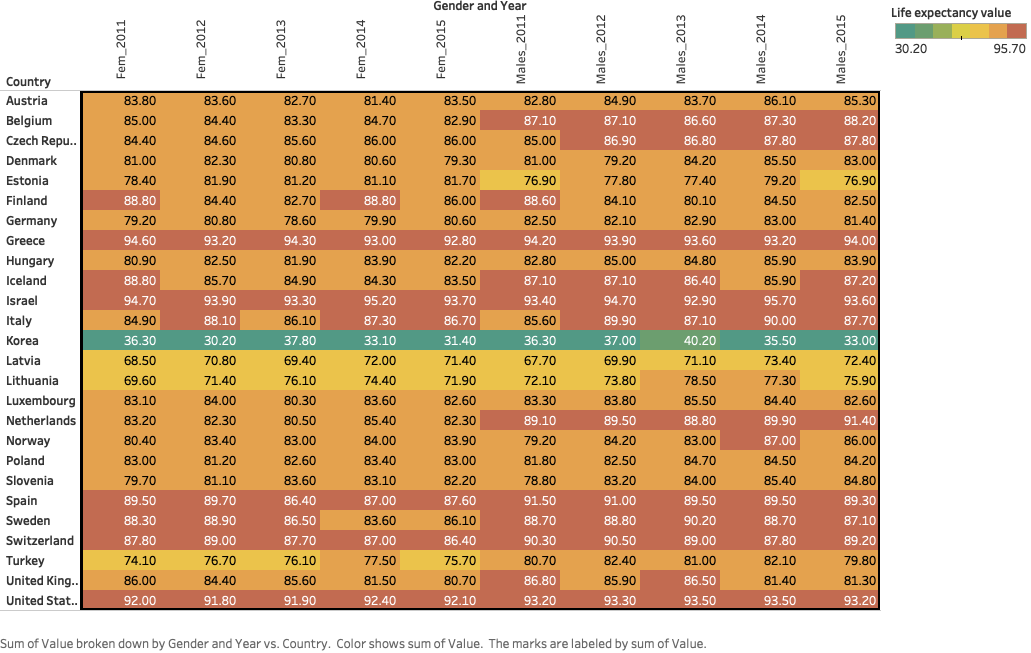 Gender and Year
Life expectancy value
30.20 95.70
Country Fem_2011 Fem_2012 Fem_2013 Fem_2014 Fem_2015 Males_2011 Males_2012 Males_2013 Males_2014 Males_2015
Austria 83.80 83.60 82.70 81.40 83.50 82.80 84.90 83.70 86.10 85.30
Belgium 85.00 84.40 83.30 84.70 82.90 87.10 87.10 86.60 87.30 88.20
Czech Repu.. 84.40 84.60 85.60 86.00 86.00 85.00 86.90 86.80 87.80 87.80
Denmark 81.00 82.30 80.80 80.60 79.30 81.00 79.20 84.20 85.50 83.00
Estonia 78.40 81.90 81.20 81.10 81.70 76.90 77.80 77.40 79.20 76.90
Finland 88.80 84.40 82.70 88.80 86.00 88.60 84.10 80.10 84.50 82.50
Germany 79.20 80.80 78.60 79.90 80.60 82.50 82.10 82.90 83.00 81.40
Greece 94.60 93.20 94.30 93.00 92.80 94.20 93.90 93.60 93.20 94.00
Hungary 80.90 82.50 81.90 83.90 82.20 82.80 85.00 84.80 85.90 83.90
Iceland 88.80 85.70 84.90 84.30 83.50 87.10 87.10 86.40 85.90 87.20
Israel 94.70 93.90 93.30 95.20 93.70 93.40 94.70 92.90 95.70 93.60
Italy 84.90 88.10 86.10 87.30 86.70 85.60 89.90 87.10 90.00 87.70
Korea 36.30 30.20 37.80 33.10 31.40 36.30 37.00 40.20 35.50 33.00
Latvia 68.50 70.80 69.40 72.00 71.40 67.70 69.90 71.10 73.40 72.40
Lithuania 69.60 71.40 76.10 74.40 71.90 72.10 73.80 78.50 77.30 75.90
Luxembourg 83.10 84.00 80.30 83.60 82.60 83.30 83.80 85.50 84.40 82.60
Netherlands 83.20 82.30 80.50 85.40 82.30 89.10 89.50 88.80 89.90 91.40
Norway 80.40 83.40 83.00 84.00 83.90 79.20 84.20 83.00 87.00 86.00
Poland 83.00 81.20 82.60 83.40 83.00 81.80 82.50 84.70 84.50 84.20
Slovenia 79.70 81.10 83.60 83.10 82.20 78.80 83.20 84.00 85.40 84.80
Spain 89.50 89.70 86.40 87.00 87.60 91.50 91.00 89.50 89.50 89.30
Sweden 88.30 88.90 86.50 83.60 86.10 88.70 88.80 90.20 88.70 87.10
Switzerland 87.80 89.00 87.70 87.00 86.40 90.30 90.50 89.00 87.80 89.20
Turkey 74.10 76.70 76.10 77.50 75.70 80.70 82.40 81.00 82.10 79.80
United King.. 86.00 84.40 85.60 81.50 80.70 86.80 85.90 86.50 81.40 81.30
United Stat.. 92.00 91.80 91.90 92.40 92.10 93.20 93.30 93.50 93.50 93.20
Sum of Value broken down by Gender and Year vs. Country. Color shows sum of Value. The marks are labeled by sum of Value.